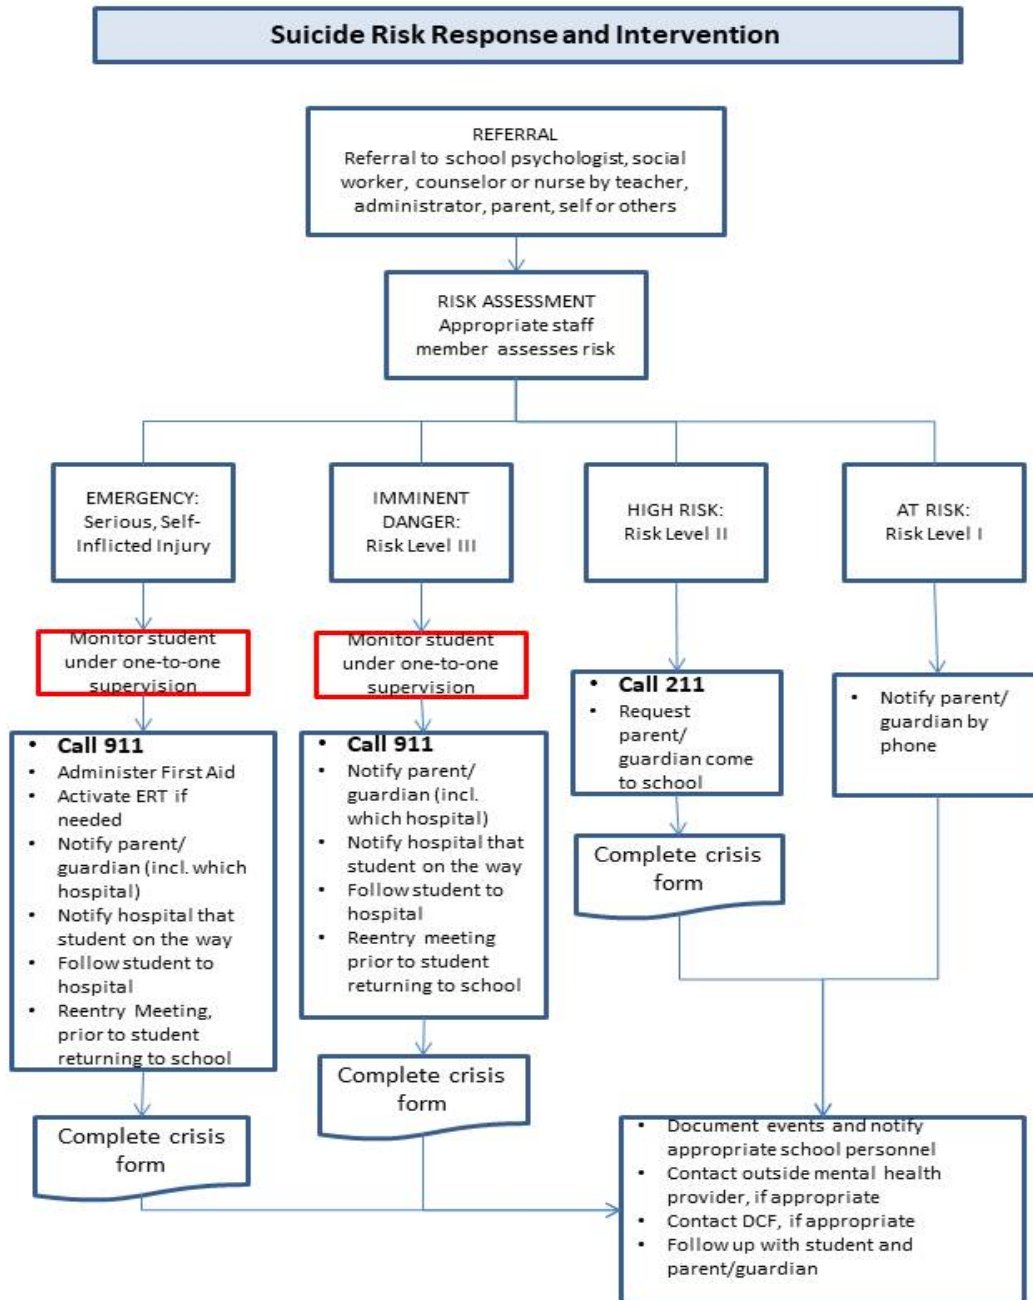 Suicide Risk Response and Intervention
REFERRAL
Referral to school psychologist, social
worker, counselor or nurse by teacher,
administrator, parent, self or others
RISK ASSESSMENT
Appropriate staff
member assesses risk
EMERGENCY:
Serious, Self-
Inflicted Injury
IMMINENT
DANGER:
Risk Level III
HIGH RISK:
Risk Level II
AT RISK:
Risk Level I
Monitor student
under one-to-one
supervision
Monitor student
under one-to-one
supervision
• Call 911
• Administer First Aid
• Activate ERT if
needed
• Notify parent/
guardian (incl. which
hospital)
• Notify hospital that
student on the way
• Follow student to
hospital
• Reentry Meeting,
prior to student
returning to school
• Call 911
• Notify parent/
guardian (incl.
which hospital)
• Notify hospital that
student on the way
• Follow student to
hospital
• Reentry meeting
prior to student
returning to school
• Call 211
• Request
parent/
guardian come
to school
• Notify parent/
guardian by
phone
Complete crisis
form
Complete crisis
form
Complete crisis
form
• Document events and notify
appropriate school personnel
• Contact outside mental health
provider, if appropriate
• Contact DCF, if appropriate
• Follow up with student and
parent/guardian